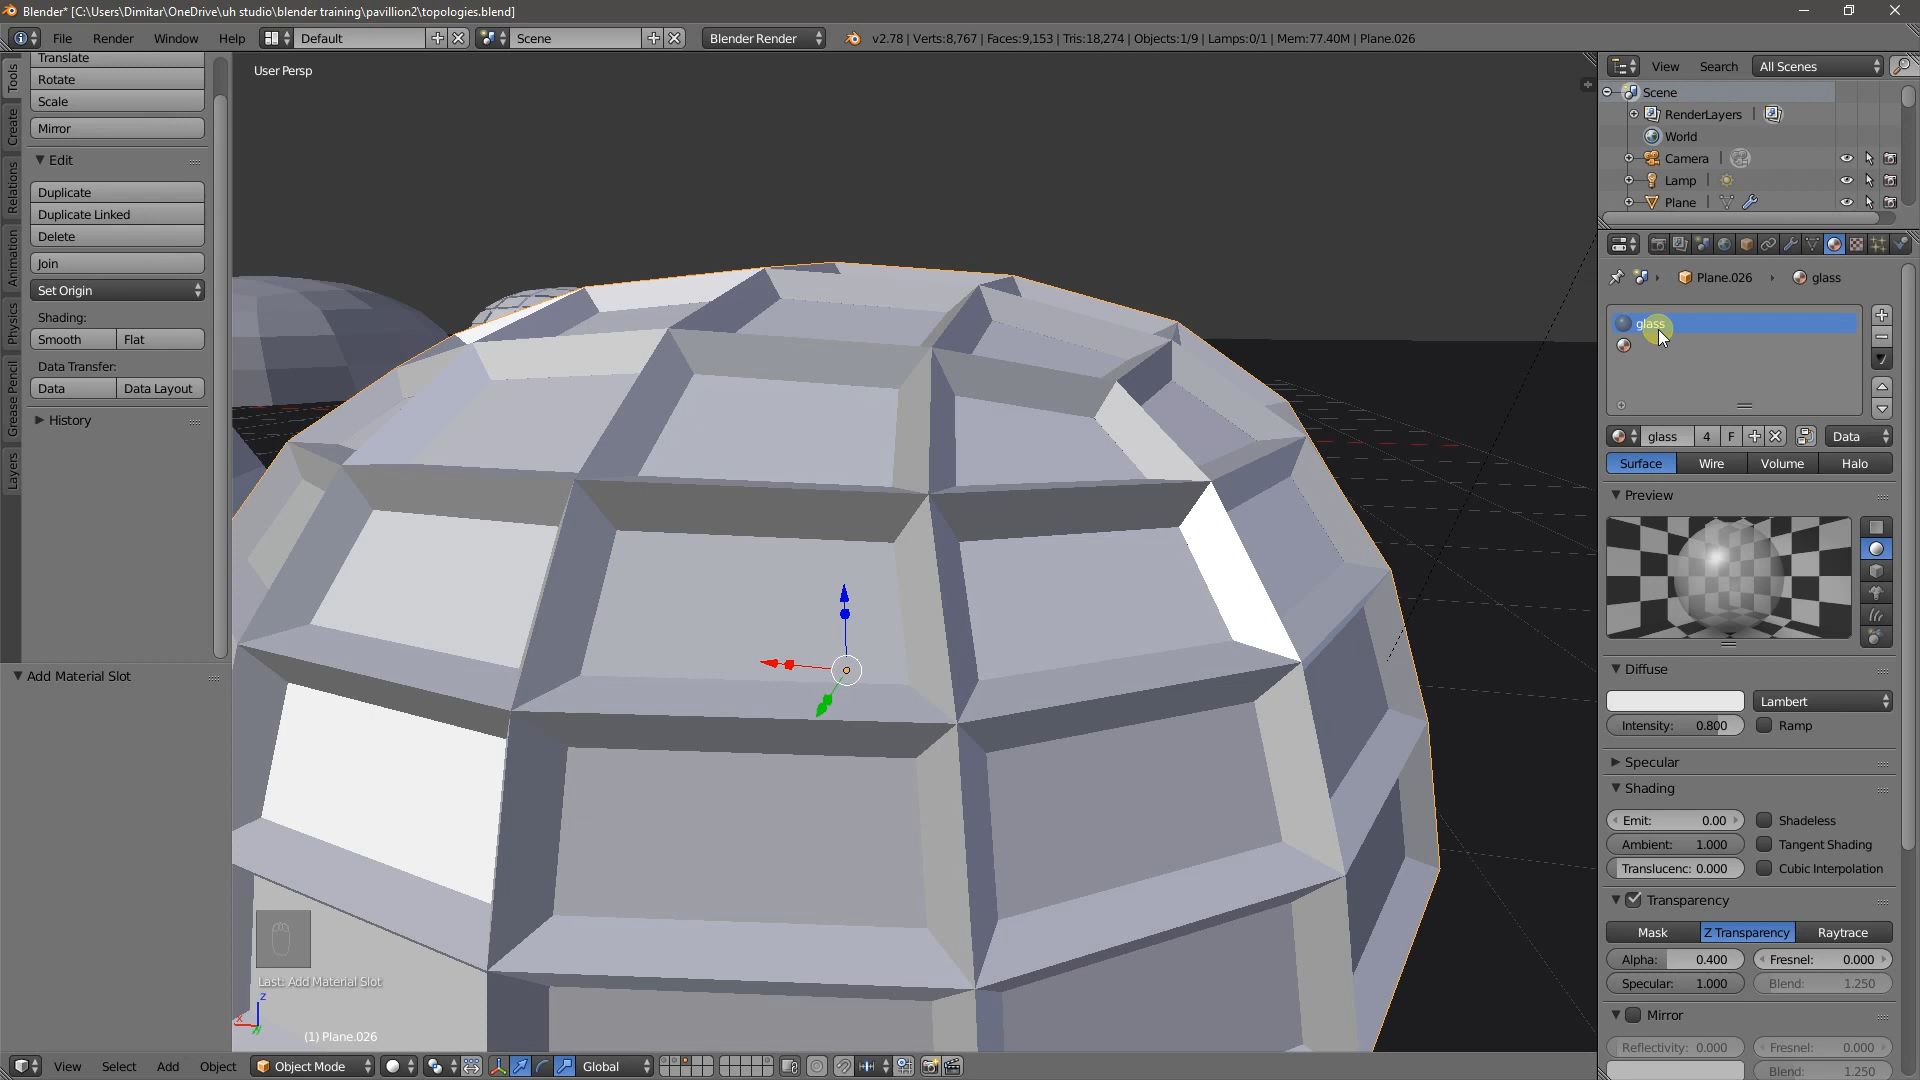 Blender* [C:\Users\Dimitar\OneDrive\uh studio\blender training\pavillion2\topologies.blend]
File Render Window Help Default Scene Blender Render v2.78 | Verts:8,767 | Faces:9,153 | Tris:18,274 | Objects:1/9 | Lamps:0/1 | Mem:77.40M | Plane.026
Tools
Create
Relations
Animation
Physics
Grease Pencil
Layers
Translate
Rotate
Scale
Mirror
Edit
Duplicate
Duplicate Linked
Delete
Join
Set Origin
Shading:
Smooth Flat
Data Transfer:
Data Data Layout
History
Add Material Slot
User Persp
Last: Add Material Slot
z
x
(1) Plane.026
View Select Add Object Object Mode Global
View Search All Scenes
Scene
RenderLayers |
World
Camera |
Lamp |
Plane |
Plane.026 glass
glass
glass 4 F Data
Surface Wire Volume Halo
Preview
Diffuse
Lambert
Intensity: 0.800 Ramp
Specular
Shading
Emit: 0.00 Shadeless
Ambient: 1.000 Tangent Shading
Translucenc: 0.000 Cubic Interpolation
Transparency
Mask Z Transparency Raytrace
Alpha: 0.400 Fresnel: 0.000
Specular: 1.000 Blend: 1.250
Mirror
Reflectivity: 0.000 Fresnel: 0.000
Blend: 1.250